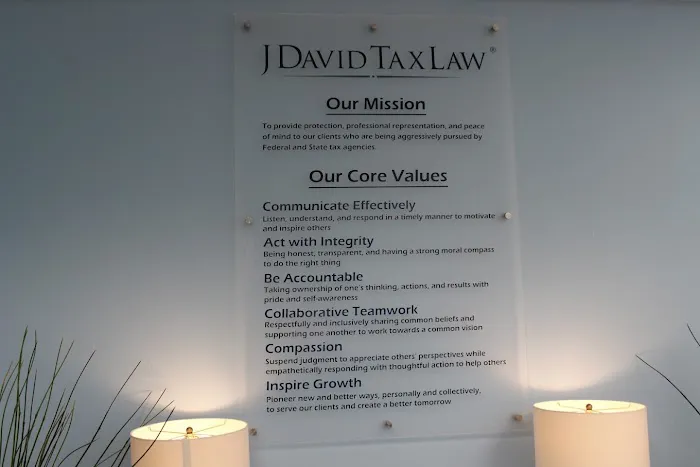 J DAVID TAX LAW®
Our Mission
To provide protection, professional representation, and peace
of mind to our clients who are being aggressively pursued by
Federal and State tax agencies.
Our Core Values
Communicate Effectively
Listen, understand, and respond in a timely manner to motivate
and inspire others
Act with Integrity
Being honest, transparent, and having a strong moral compass
to do the right thing
Be Accountable
Taking ownership of one's thinking, actions, and results with
pride and self-awareness
Collaborative Teamwork
Respectfully and inclusively sharing common beliefs and
supporting one another to work towards a common vision
Compassion
Suspend judgment to appreciate others' perspectives while
empathetically responding with thoughtful action to help others
Inspire Growth
Pioneer new and better ways, personally and collectively,
to serve our clients and create a better tomorrow